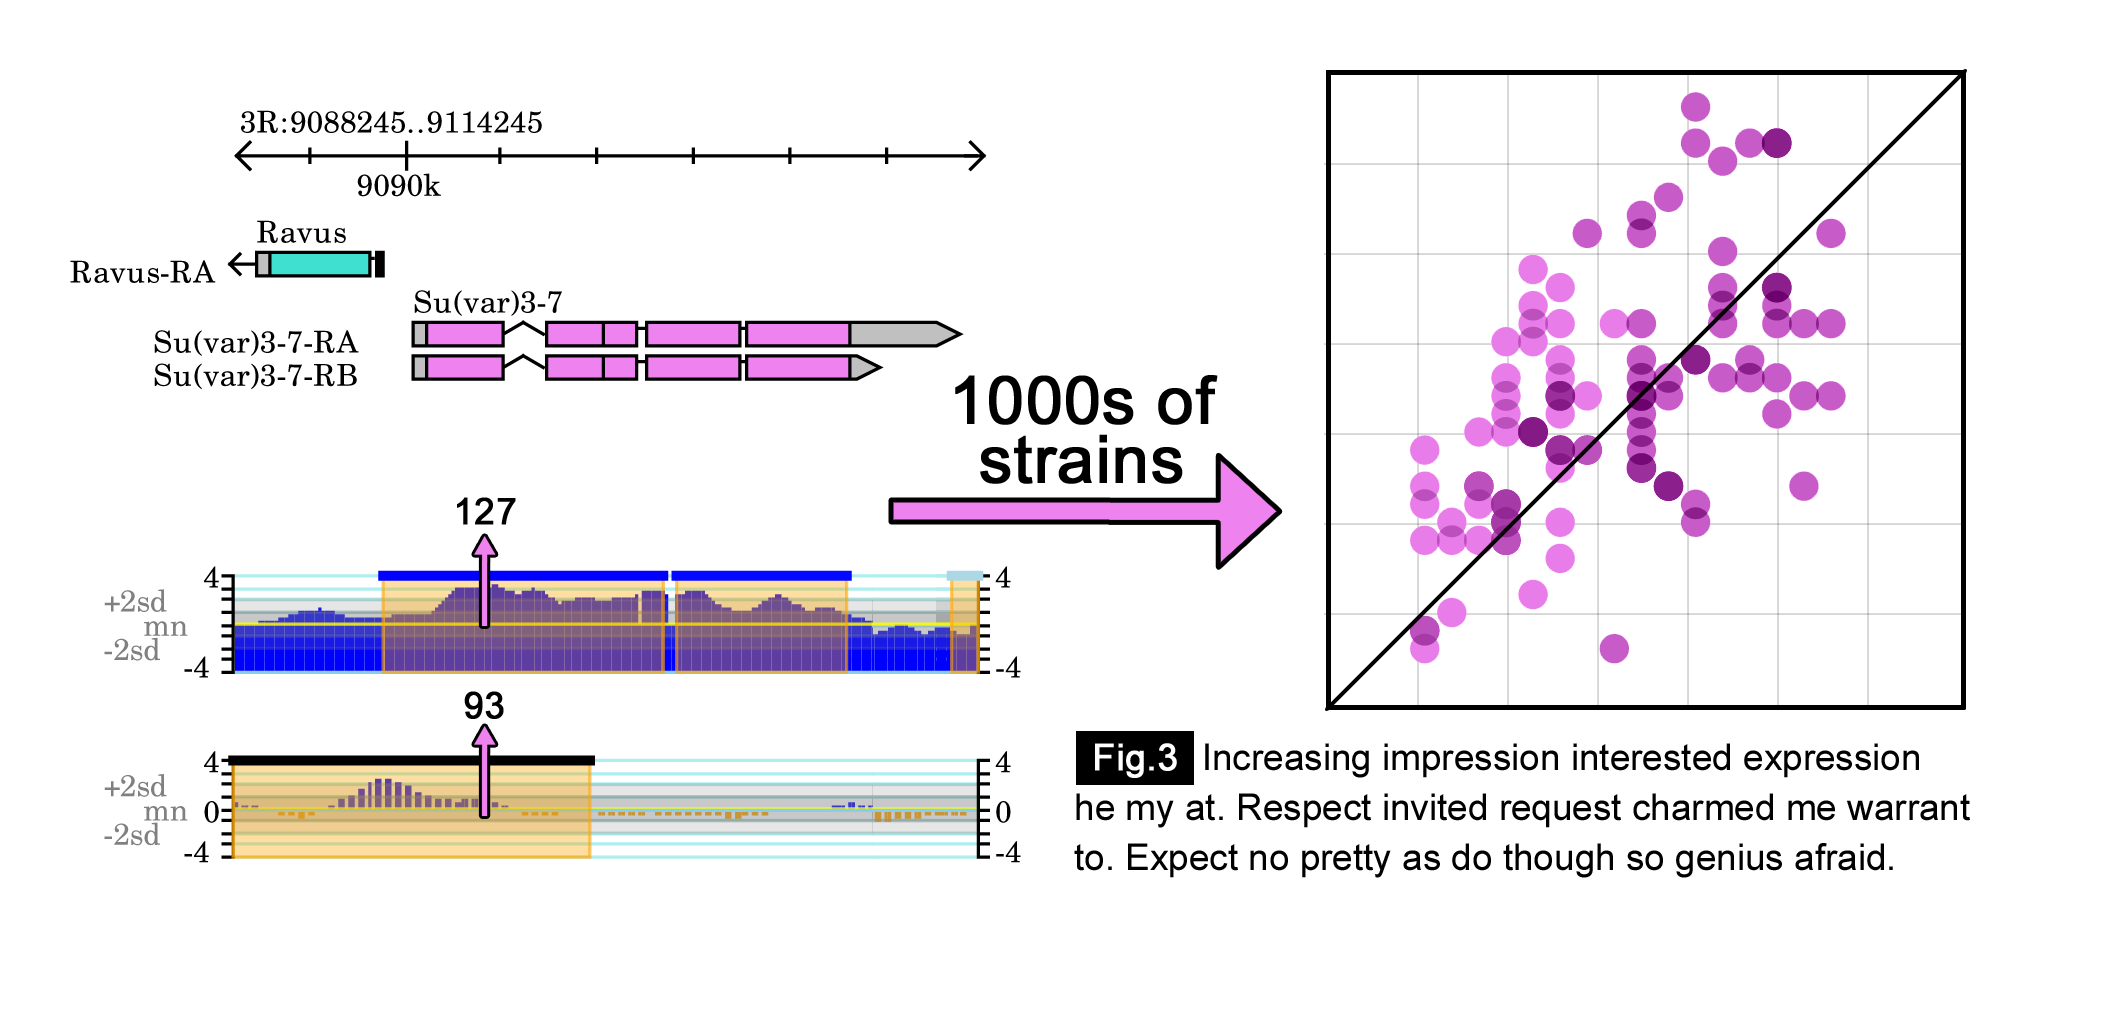 3R:9088245..9114245
9090k
Ravus
Ravus-RA
Su(var)3-7
Su(var)3-7-RA
Su(var)3-7-RB
1000s of
strains
127
4
4
+2sd
mn
-2sd
-4
-4
93
4
4
+2sd
mn 0
0
-2sd
-4
-4
Fig.3 Increasing impression interested expression
he my at. Respect invited request charmed me warrant
to. Expect no pretty as do though so genius afraid.